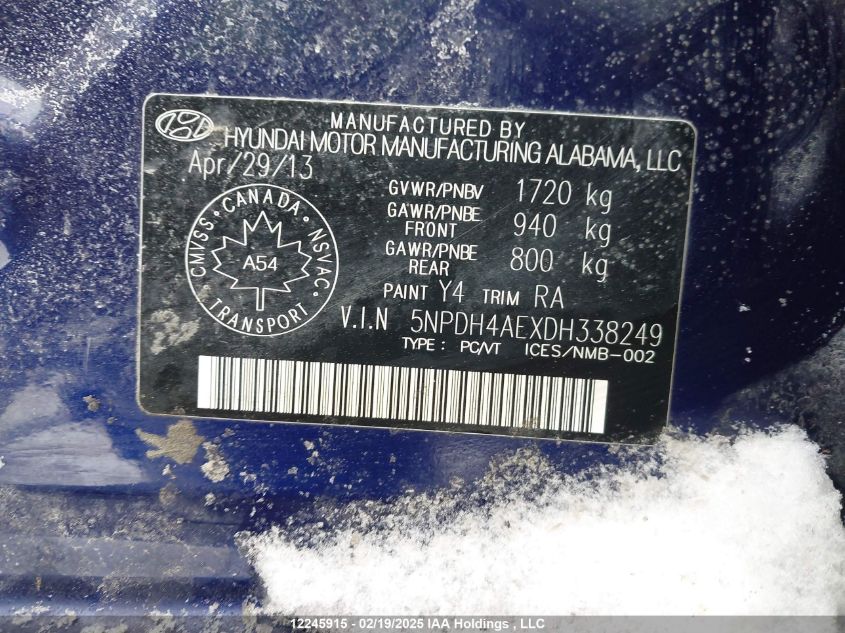 MANUFACTURED BY
HYUNDAI MOTOR MANUFACTURING ALABAMA, LLC
Apr/29/13
GVWR/PNBV 1720 kg
GAWR/PNBE FRONT 940 kg
GAWR/PNBE REAR 800 kg
CANADA
CMVSS NSVAC
A54
TRANSPORT
PAINT Y4 TRIM RA
V.I.N 5NPDH4AEXDH338249
TYPE : PC/VT ICES/NMB-002
12245915 - 02/19/2025 IAA Holdings , LLC